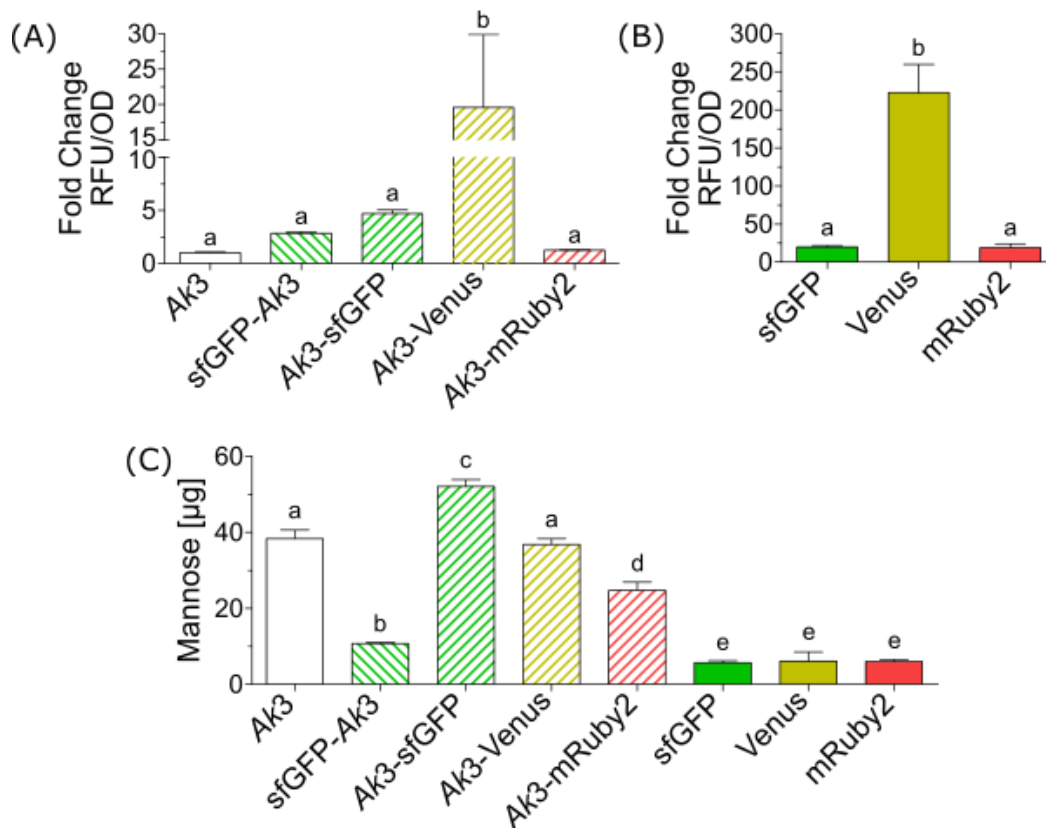 (A)
Fold Change
RFU/OD
30
25
20
15
10
5
0
a
a
a
b
a
Ak3
sfGFP-Ak3
Ak3-sfGFP
Ak3-Venus
Ak3-mRuby2
(B)
Fold Change
RFU/OD
300
250
200
150
100
50
0
a
b
a
sfGFP
Venus
mRuby2
(C)
Mannose [µg]
60
40
20
0
a
b
c
a
d
e
e
e
Ak3
sfGFP-Ak3
Ak3-sfGFP
Ak3-Venus
Ak3-mRuby2
sfGFP
Venus
mRuby2